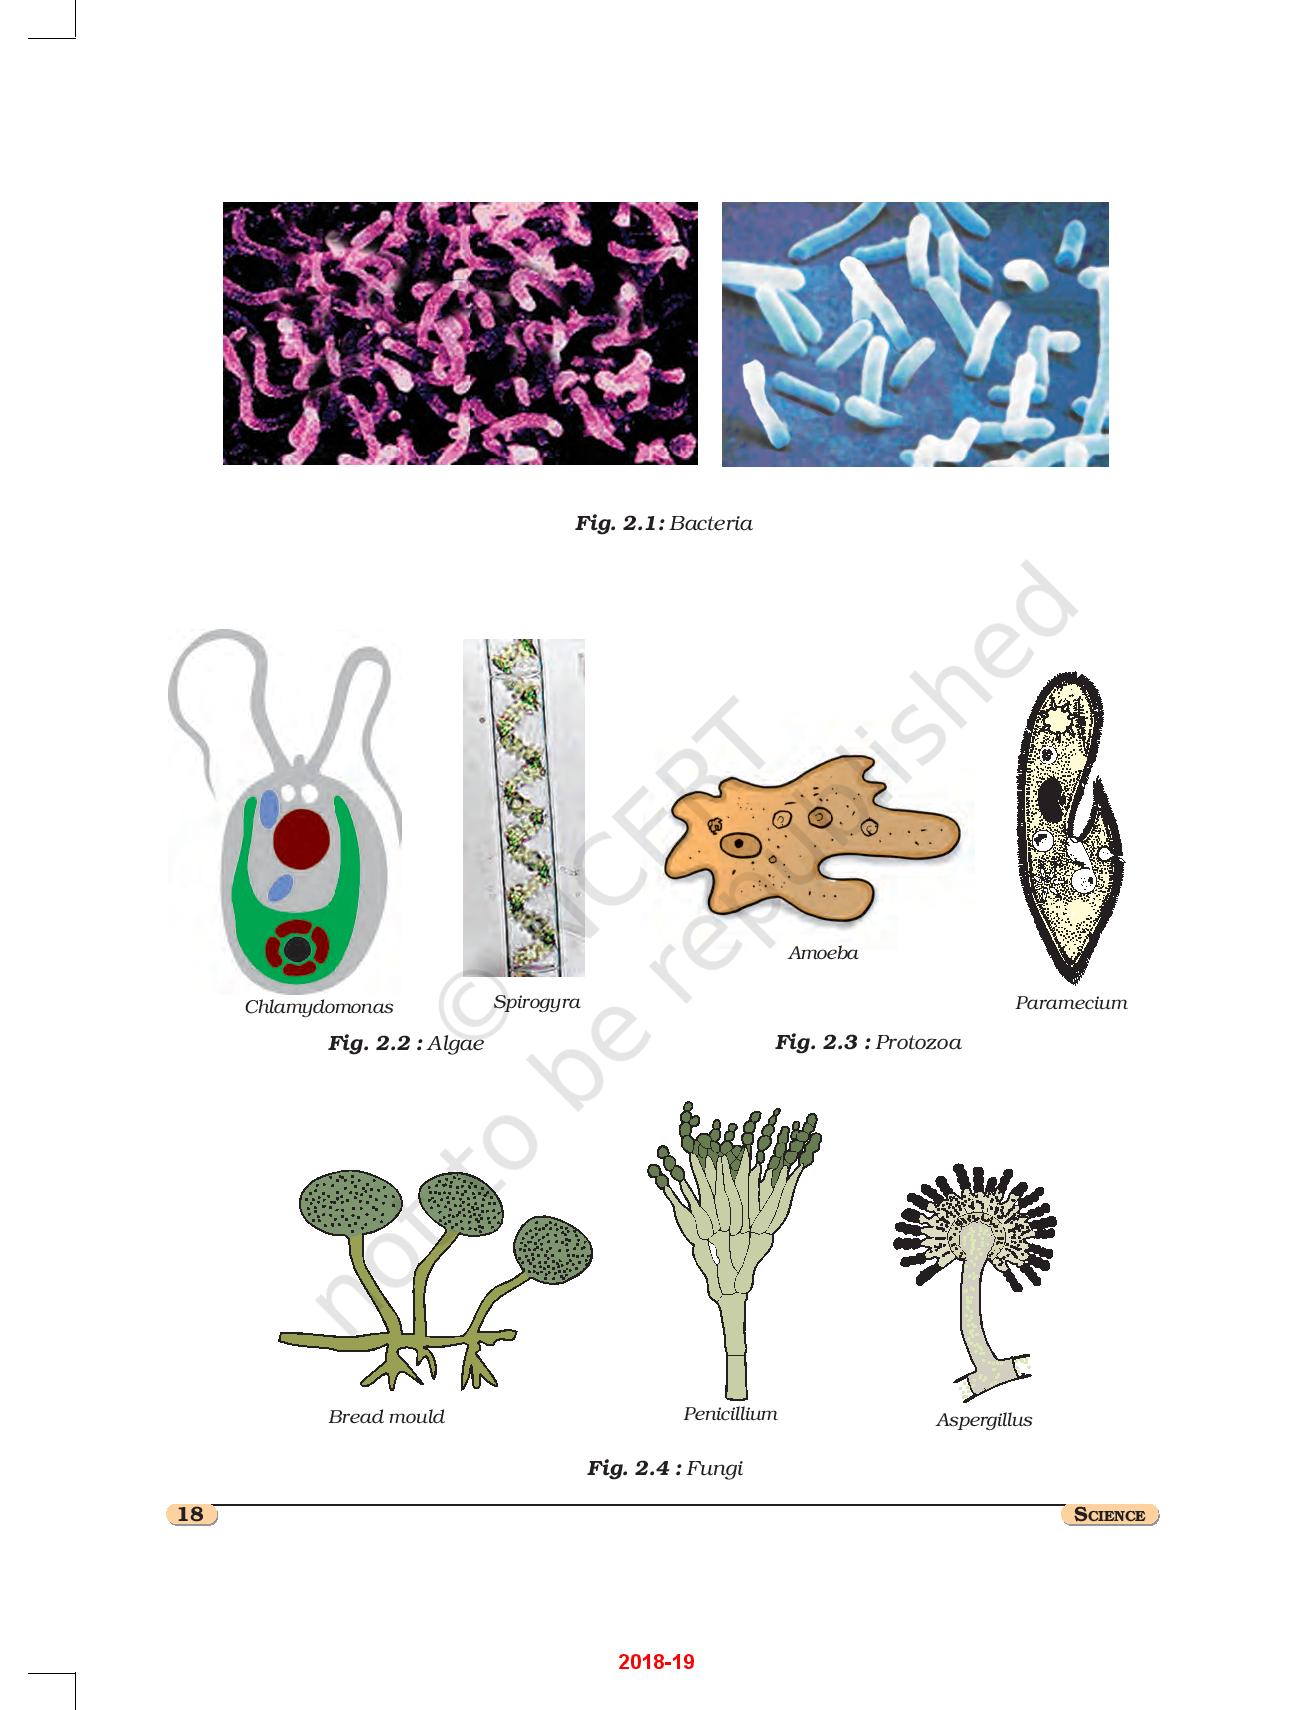 Fig. 2.1: Bacteria
Chlamydomonas
Spirogyra
Fig. 2.2 : Algae
Amoeba
Paramecium
Fig. 2.3 : Protozoa
Bread mould
Penicillium
Aspergillus
Fig. 2.4 : Fungi
© NCERT
not to be republished
18
SCIENCE
2018-19